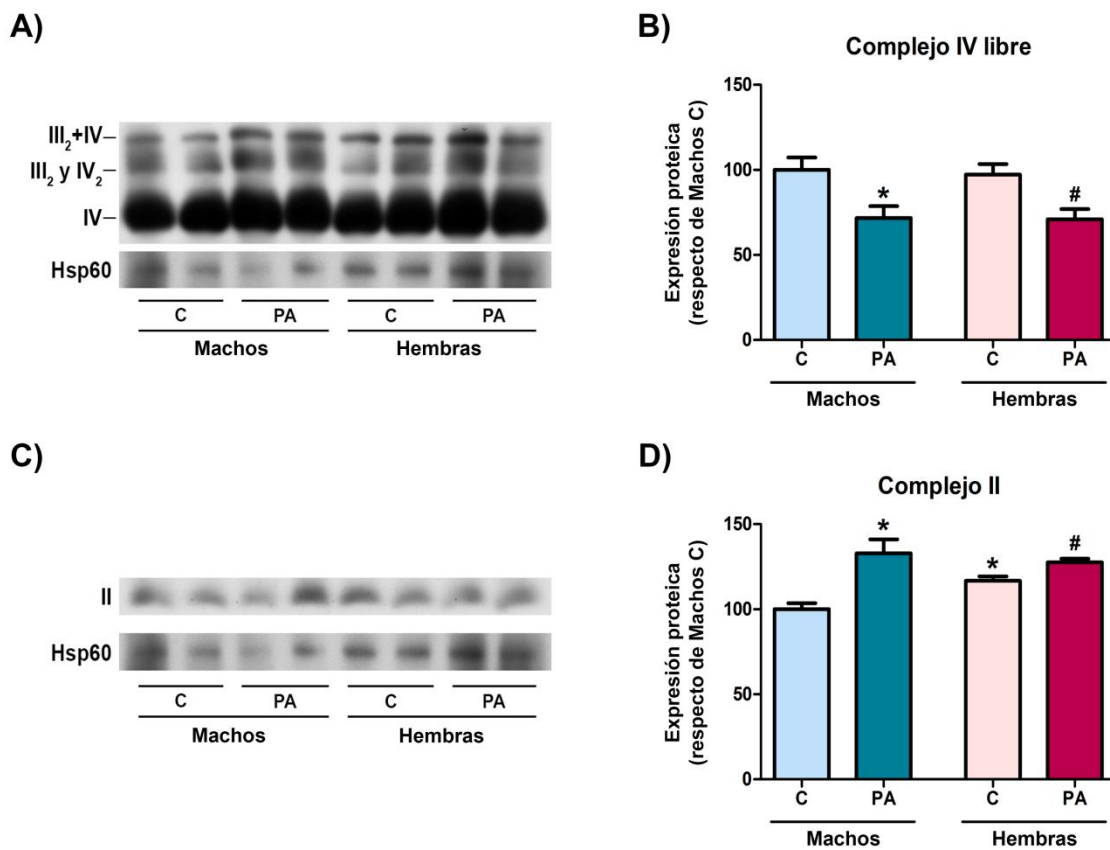 A)
III₂+IV
III₂ y IV₂
IV
Hsp60
C PA C PA
Machos Hembras
B)
Complejo IV libre
Expresión proteica
(respecto de Machos C)
150
100
50
0
* #
C PA C PA
Machos Hembras
C)
II
Hsp60
C PA C PA
Machos Hembras
D)
Complejo II
Expresión proteica
(respecto de Machos C)
150
100
50
0
* * #
C PA C PA
Machos Hembras